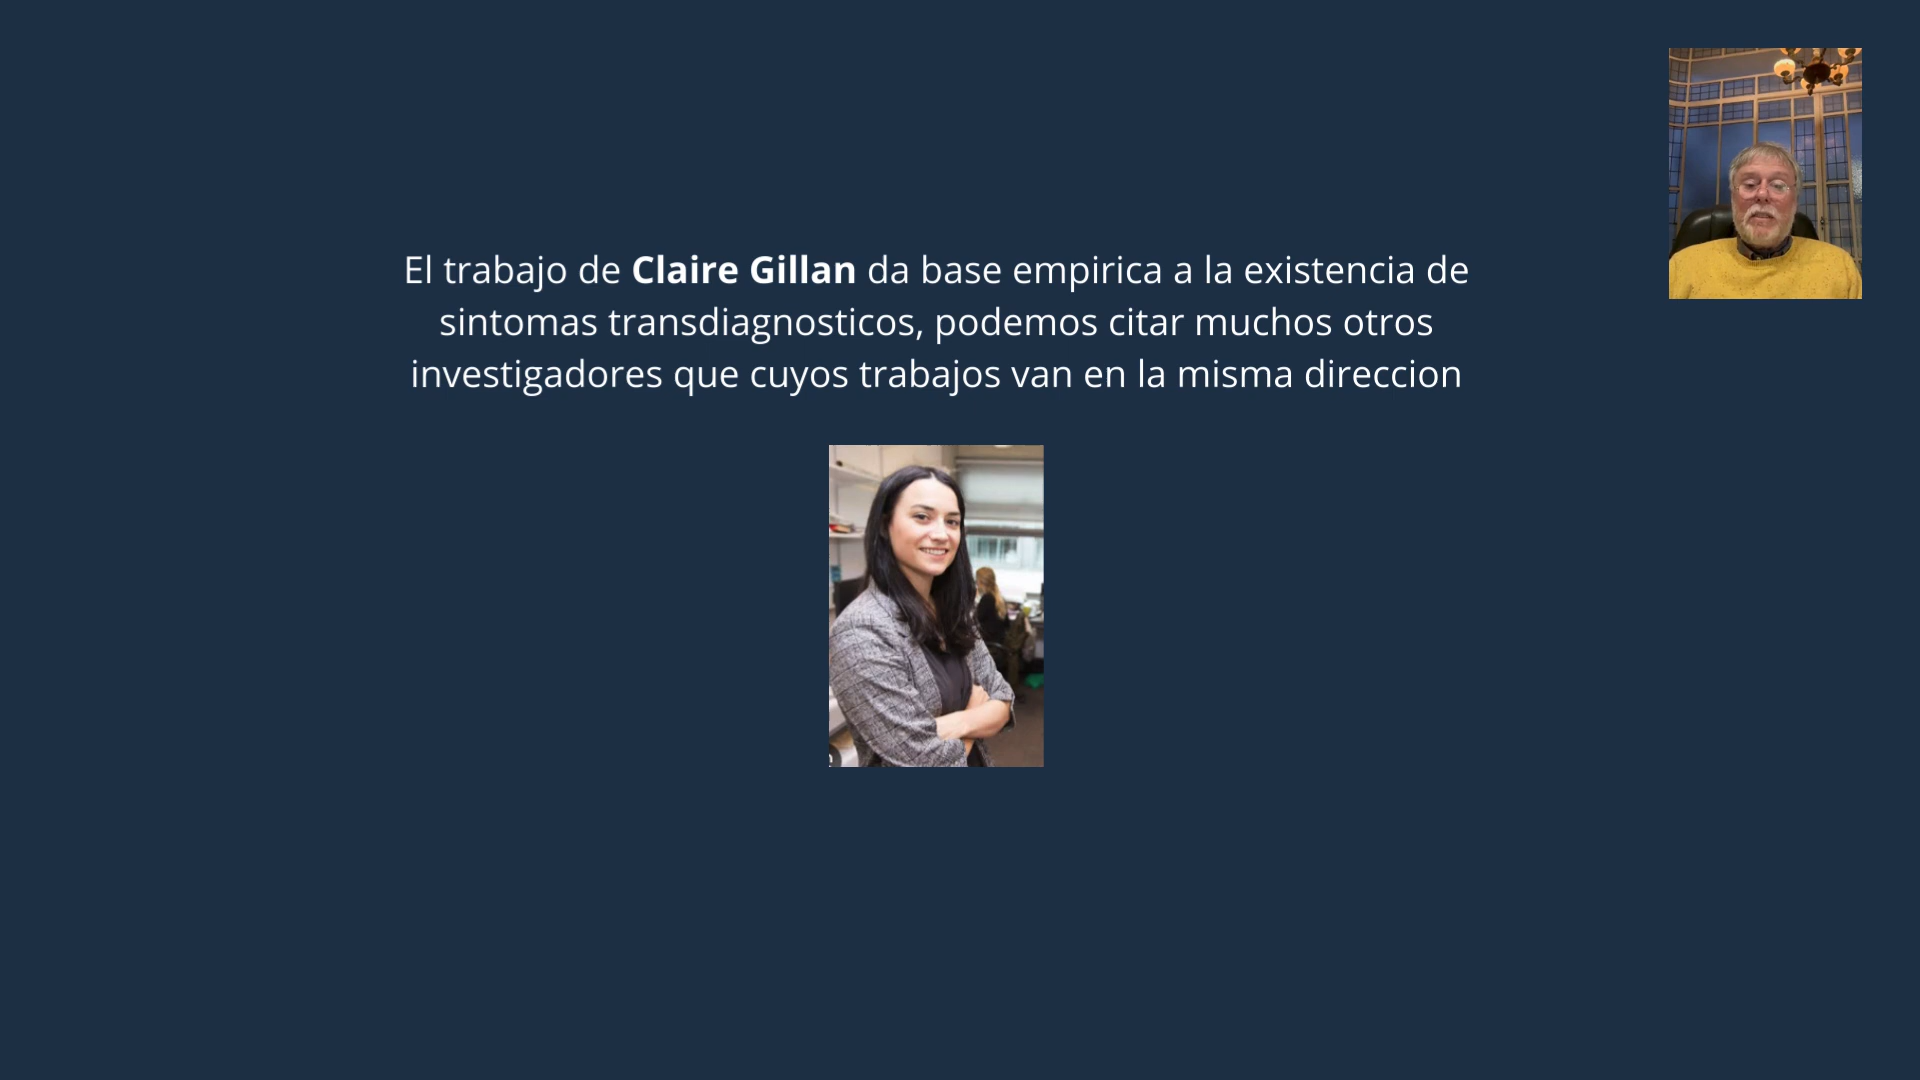 El trabajo de Claire Gillan da base empirica a la existencia de
sintomas transdiagnosticos, podemos citar muchos otros
investigadores que cuyos trabajos van en la misma direccion